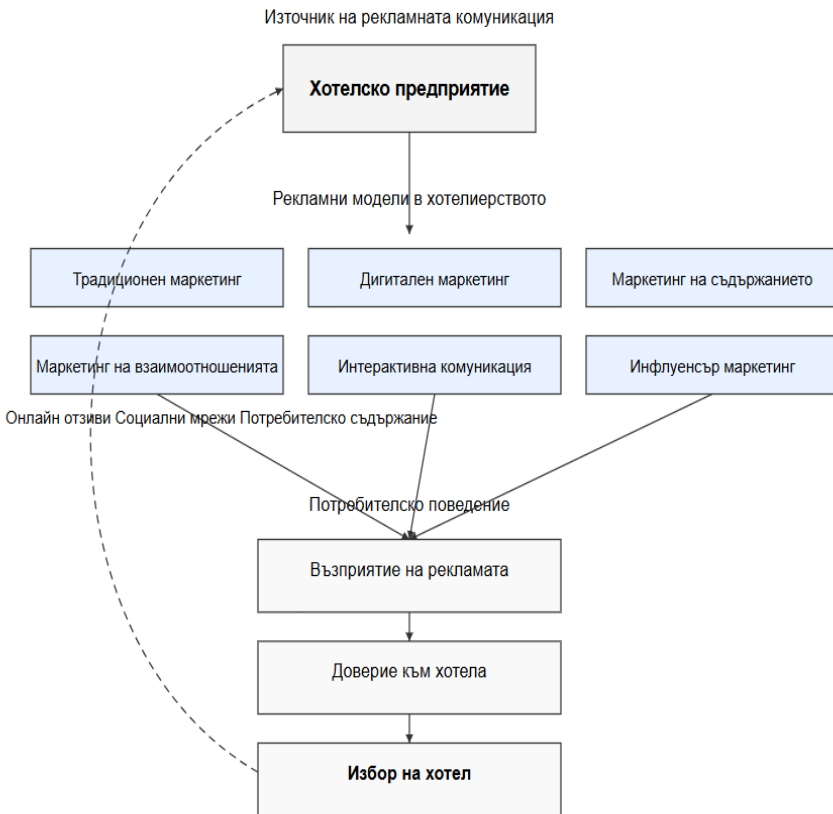 Източник на рекламната комуникация
Хотелско предприятие
Рекламни модели в хотелиерството
Традиционен маркетинг
Дигитален маркетинг
Маркетинг на съдържанието
Маркетинг на взаимоотношенията
Интерактивна комуникация
Инфлуенсър маркетинг
Онлайн отзиви Социални мрежи Потребителско съдържание
Потребителско поведение
Възприятие на рекламата
Доверие към хотела
Избор на хотел